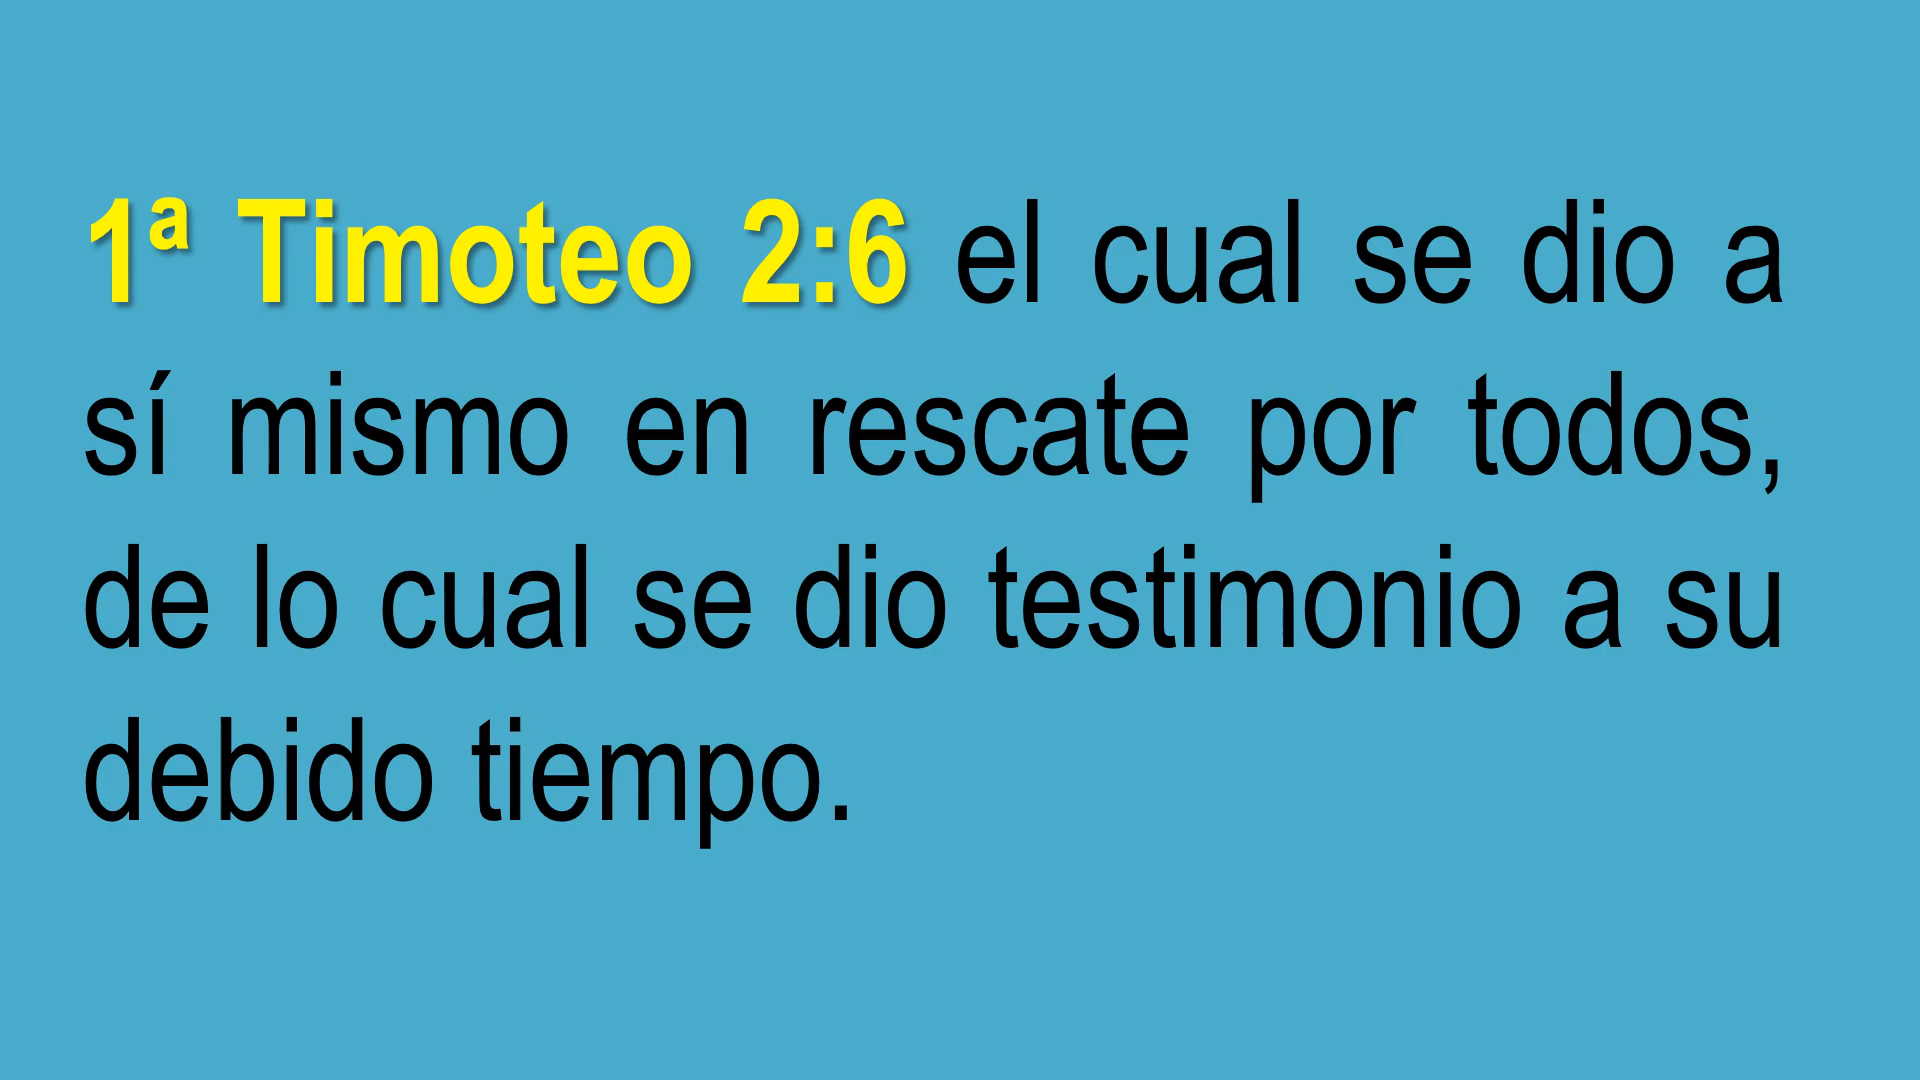 1ª Timoteo 2:6 el cual se dio a
sí mismo en rescate por todos,
de lo cual se dio testimonio a su
debido tiempo.